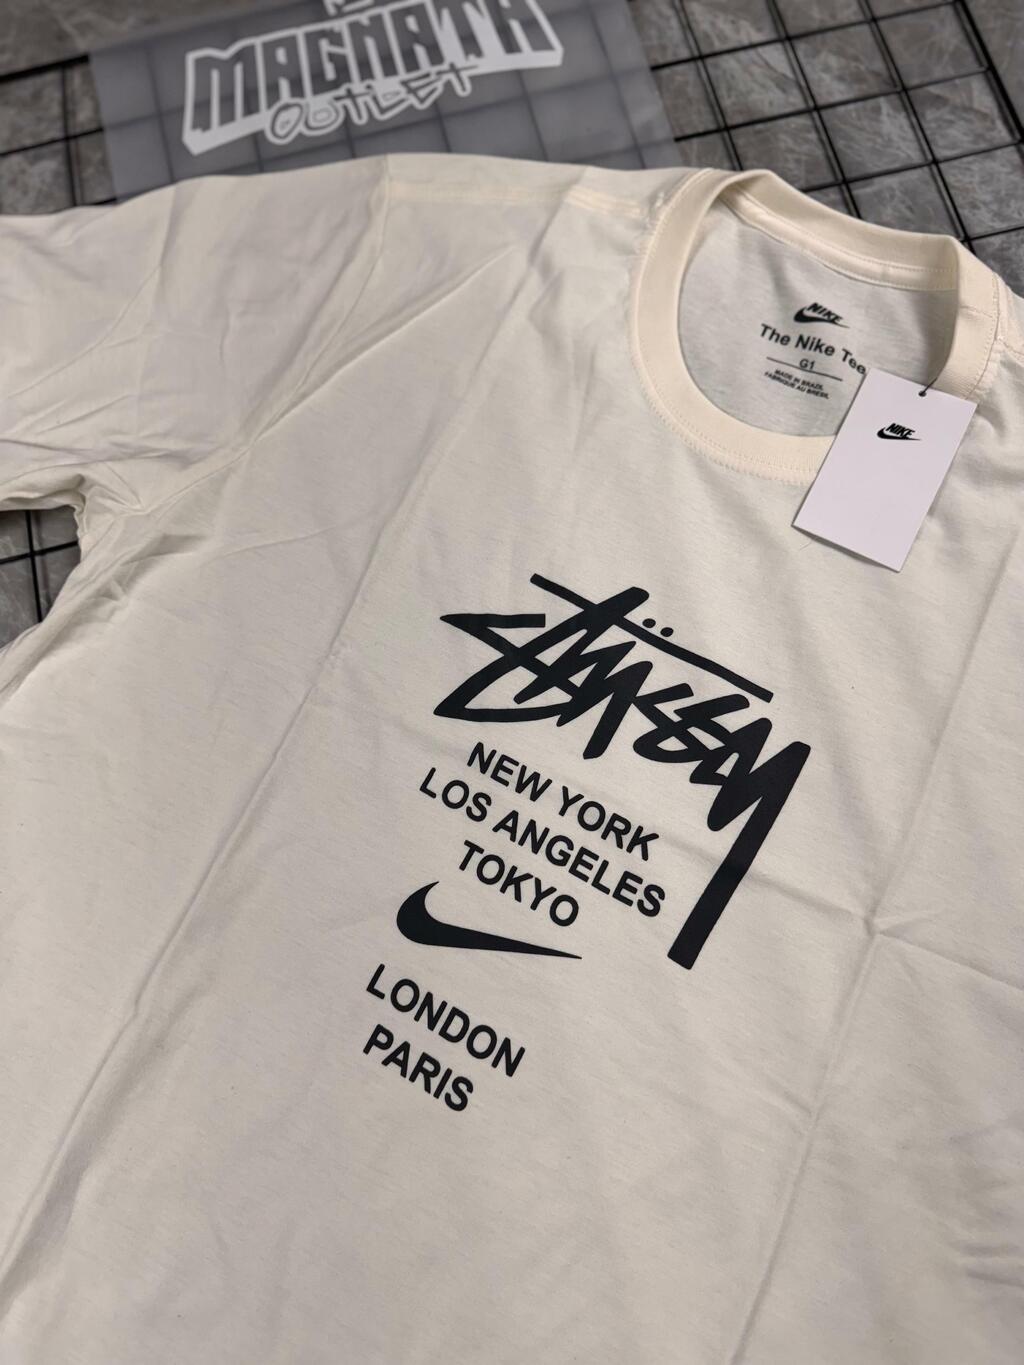 MAGNATA
OUTLET
NIKE
The Nike Tee
G1
MADE IN BRAZIL
FABRIQUE AU BRESIL
NIKE
Stüssy
NEW YORK
LOS ANGELES
TOKYO
LONDON
PARIS